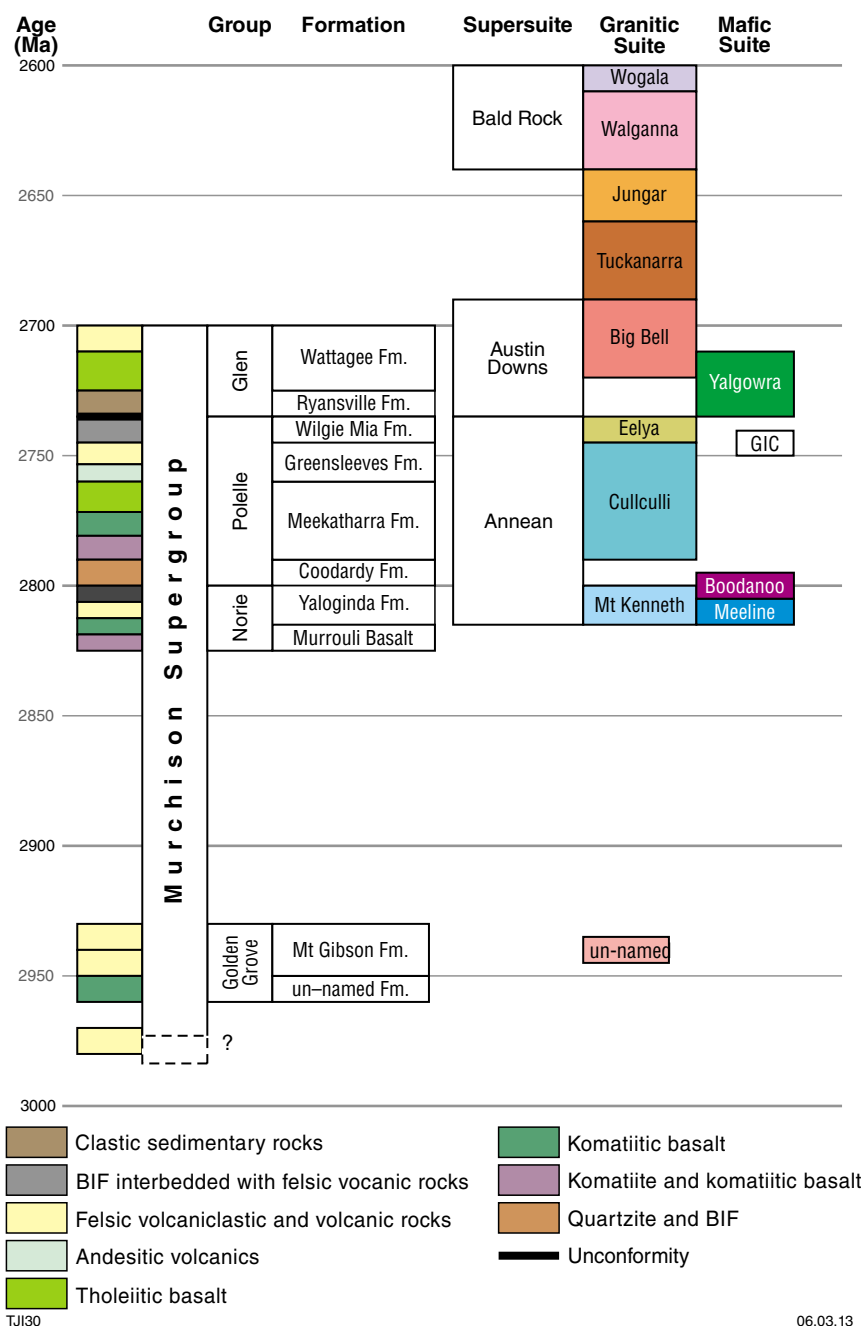 Age
(Ma)
Group
Formation
Supersuite
Granitic
Suite
Mafic
Suite
2600
2650
2700
2750
2800
2850
2900
2950
3000
Murchison Supergroup
Glen
Polelle
Norie
Golden
Grove
Wattagee Fm.
Ryansville Fm.
Wilgie Mia Fm.
Greensleeves Fm.
Meekatharra Fm.
Coodardy Fm.
Yaloginda Fm.
Murrouli Basalt
Mt Gibson Fm.
un–named Fm.
?
Bald Rock
Austin
Downs
Annean
Wogala
Walganna
Jungar
Tuckanarra
Big Bell
Eelya
Cullculli
Mt Kenneth
un-named
Yalgowra
GIC
Boodanoo
Meeline
Clastic sedimentary rocks
BIF interbedded with felsic vocanic rocks
Felsic volcaniclastic and volcanic rocks
Andesitic volcanics
Tholeiitic basalt
Komatiitic basalt
Komatiite and komatiitic basalt
Quartzite and BIF
Unconformity
TJI30
06.03.13